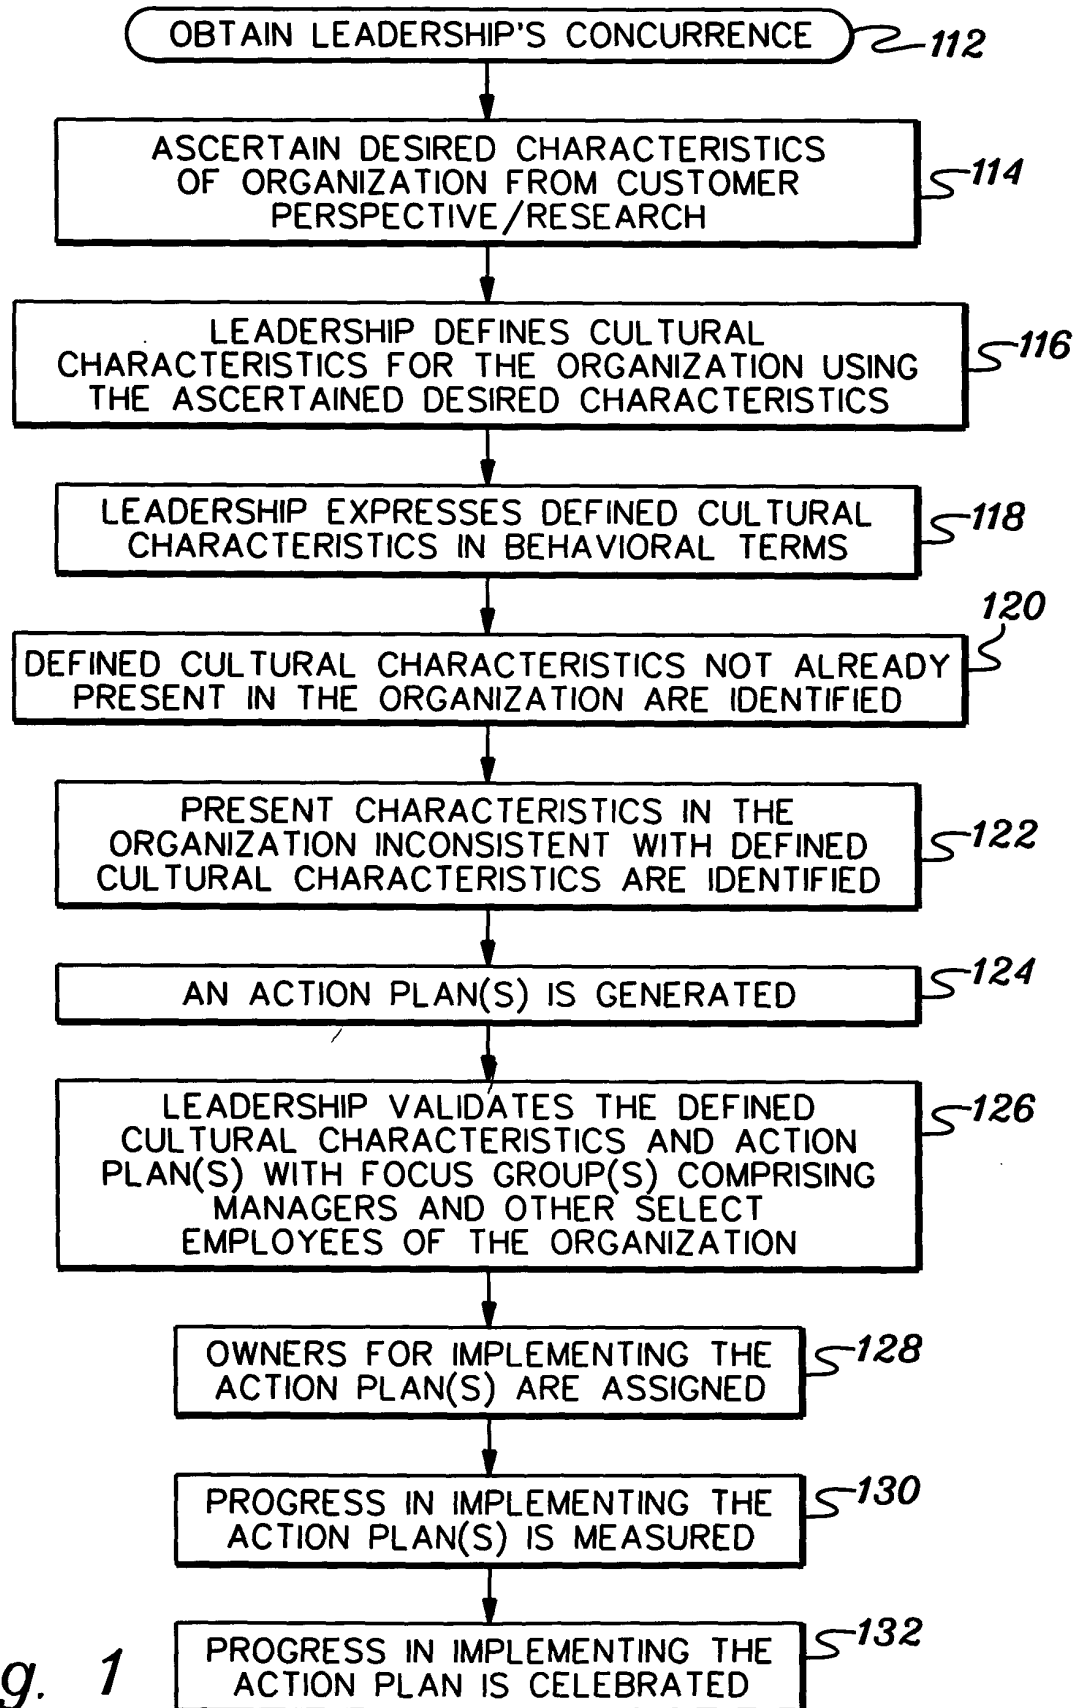 OBTAIN LEADERSHIP'S CONCURRENCE
112
ASCERTAIN DESIRED CHARACTERISTICS
OF ORGANIZATION FROM CUSTOMER
PERSPECTIVE/RESEARCH
114
LEADERSHIP DEFINES CULTURAL
CHARACTERISTICS FOR THE ORGANIZATION USING
THE ASCERTAINED DESIRED CHARACTERISTICS
116
LEADERSHIP EXPRESSES DEFINED CULTURAL
CHARACTERISTICS IN BEHAVIORAL TERMS
118
DEFINED CULTURAL CHARACTERISTICS NOT ALREADY
PRESENT IN THE ORGANIZATION ARE IDENTIFIED
120
PRESENT CHARACTERISTICS IN THE
ORGANIZATION INCONSISTENT WITH DEFINED
CULTURAL CHARACTERISTICS ARE IDENTIFIED
122
AN ACTION PLAN(S) IS GENERATED
124
LEADERSHIP VALIDATES THE DEFINED
CULTURAL CHARACTERISTICS AND ACTION
PLAN(S) WITH FOCUS GROUP(S) COMPRISING
MANAGERS AND OTHER SELECT
EMPLOYEES OF THE ORGANIZATION
126
OWNERS FOR IMPLEMENTING THE
ACTION PLAN(S) ARE ASSIGNED
128
PROGRESS IN IMPLEMENTING THE
ACTION PLAN(S) IS MEASURED
130
PROGRESS IN IMPLEMENTING THE
ACTION PLAN IS CELEBRATED
132
g. 1